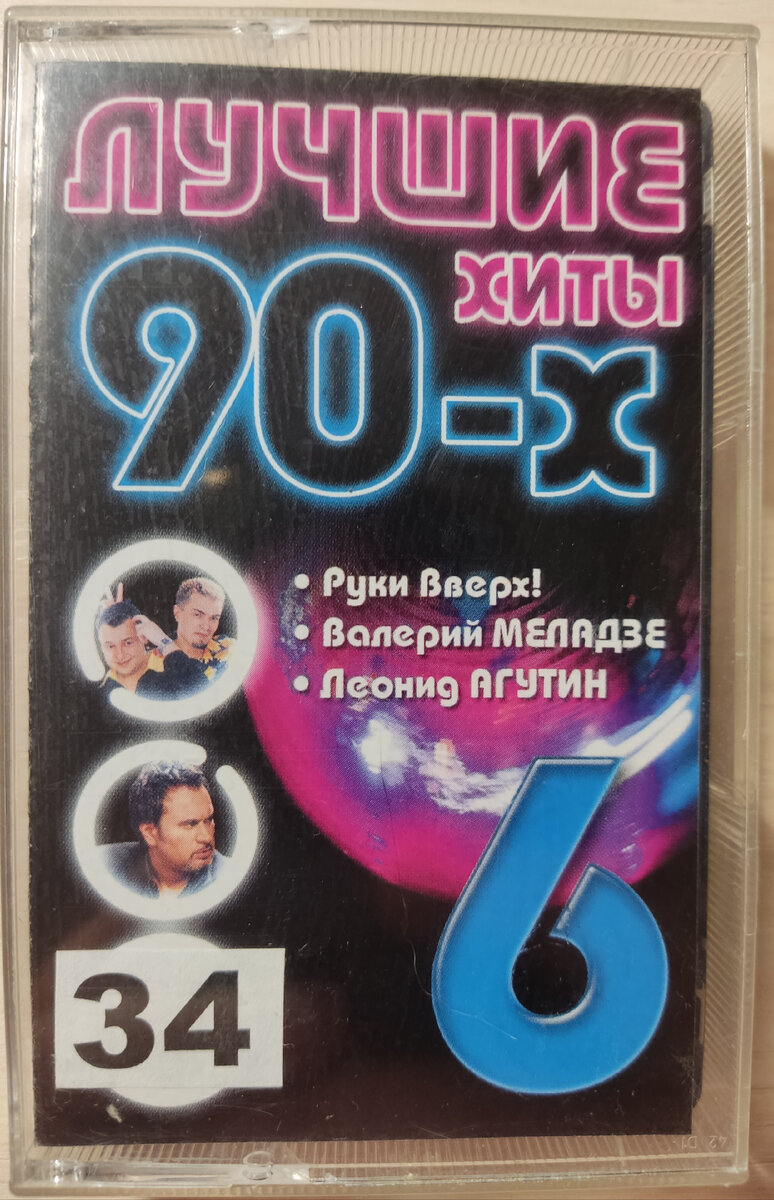 ЛУЧШИЕ
ХИТЫ
90-х
• Руки Вверх!
• Валерий МЕЛАДЗЕ
• Леонид АГУТИН
6
34